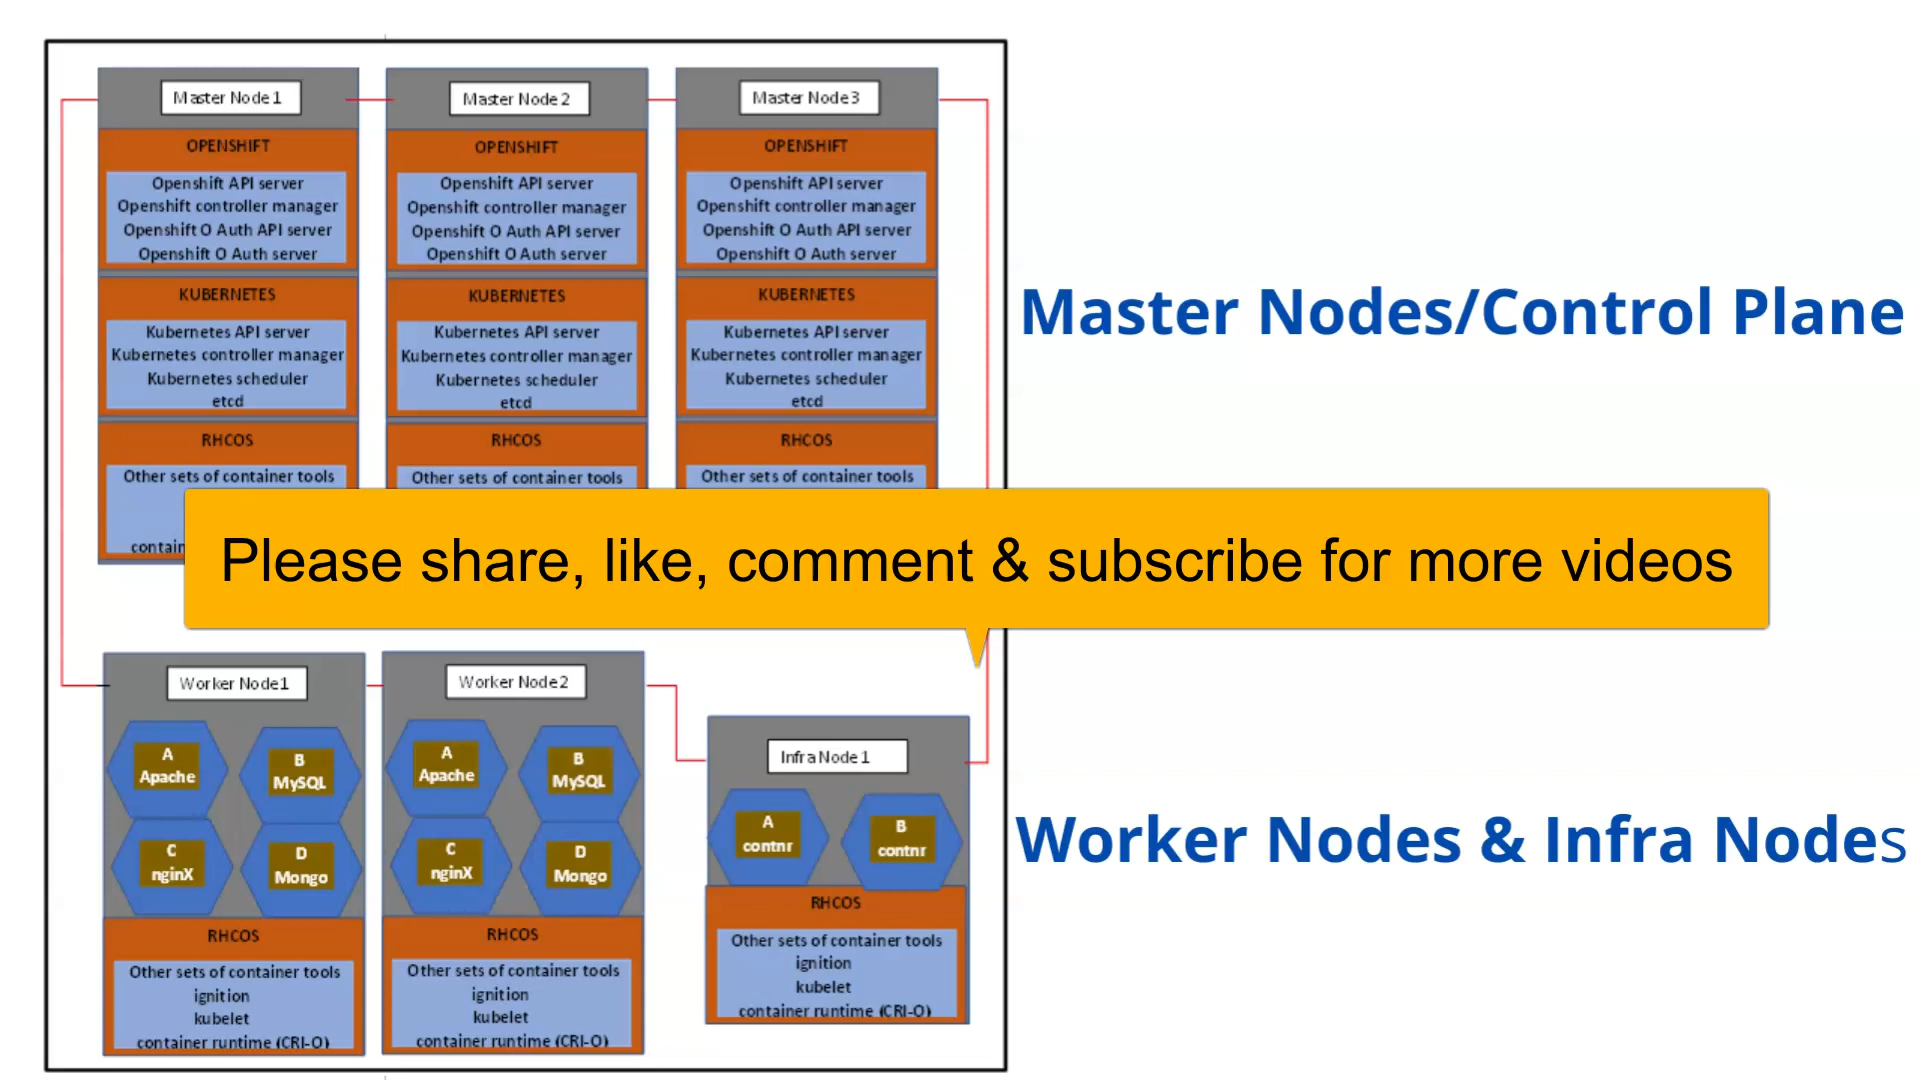 Master Node 1
OPENSHIFT
Openshift API server
Openshift controller manager
Openshift O Auth API server
Openshift O Auth server
KUBERNETES
Kubernetes API server
Kubernetes controller manager
Kubernetes scheduler
etcd
RHCOS
Other sets of container tools
Master Node 2
OPENSHIFT
Openshift API server
Openshift controller manager
Openshift O Auth API server
Openshift O Auth server
KUBERNETES
Kubernetes API server
Kubernetes controller manager
Kubernetes scheduler
etcd
RHCOS
Other sets of container tools
Master Node 3
OPENSHIFT
Openshift API server
Openshift controller manager
Openshift O Auth API server
Openshift O Auth server
KUBERNETES
Kubernetes API server
Kubernetes controller manager
Kubernetes scheduler
etcd
RHCOS
Other sets of container tools
Master Nodes/Control Plane
Please share, like, comment & subscribe for more videos
Worker Node 1
A
Apache
B
MySQL
C
nginX
D
Mongo
RHCOS
Other sets of container tools
ignition
kubelet
container runtime (CRI-O)
Worker Node 2
A
Apache
B
MySQL
C
nginX
D
Mongo
RHCOS
Other sets of container tools
ignition
kubelet
container runtime (CRI-O)
Infra Node 1
A
contnr
B
contnr
RHCOS
Other sets of container tools
ignition
kubelet
container runtime (CRI-O)
Worker Nodes & Infra Nodes